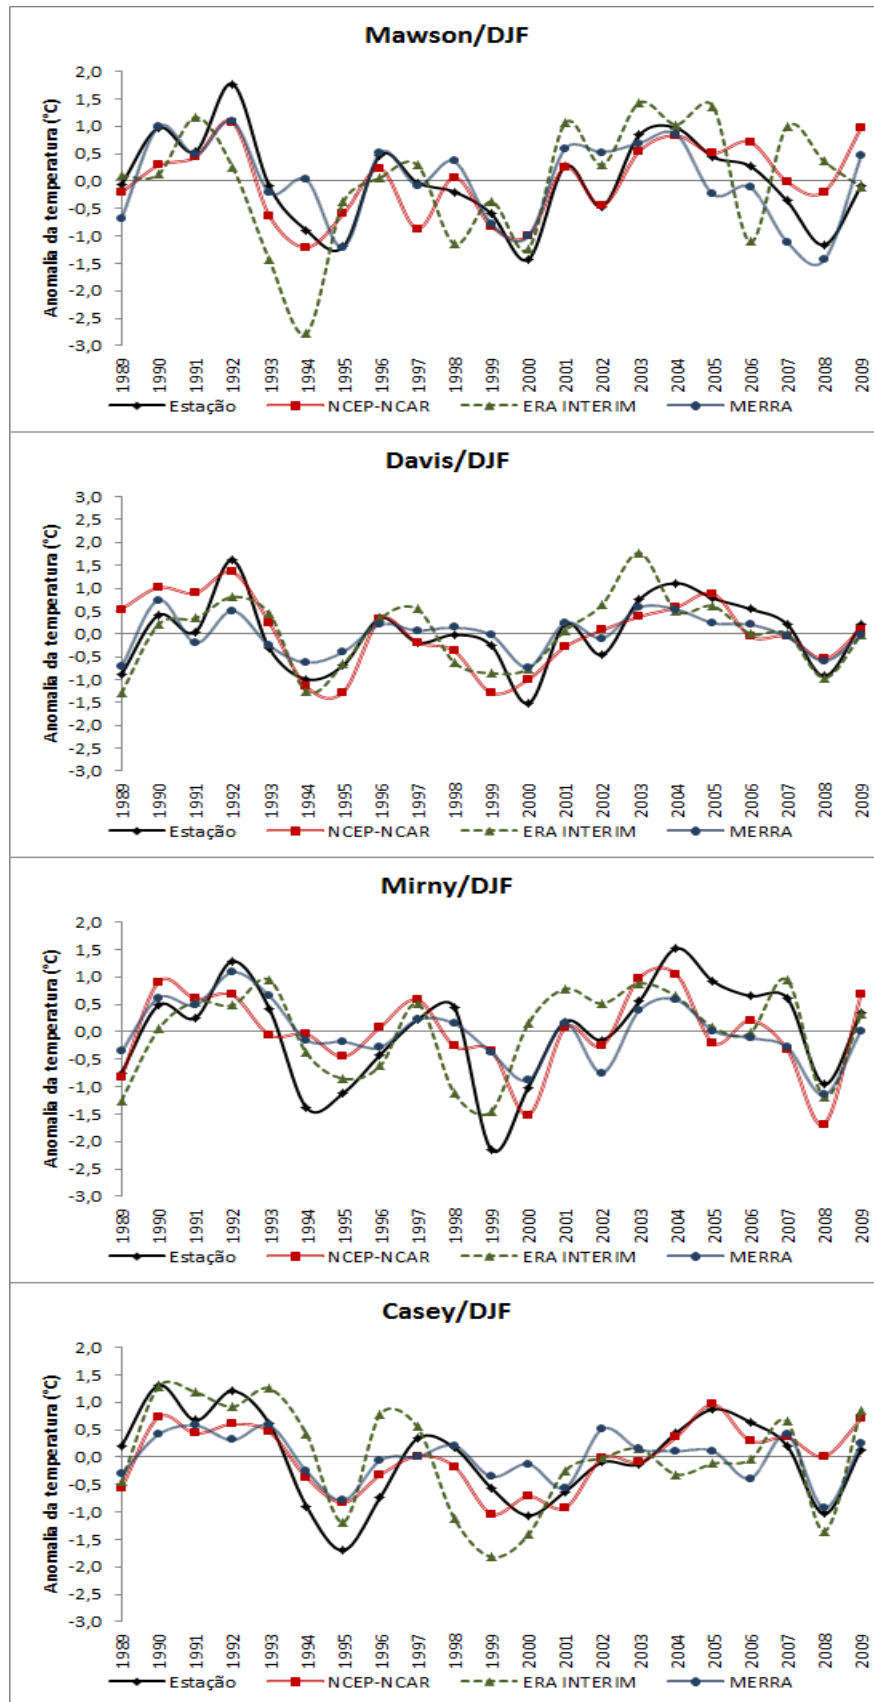 Mawson/DJF
Anomalia da temperatura (°C)
2,0
1,5
1,0
0,5
0,0
-0,5
-1,0
-1,5
-2,0
-2,5
-3,0
1989 1990 1991 1992 1993 1994 1995 1996 1997 1998 1999 2000 2001 2002 2003 2004 2005 2006 2007 2008 2009
Estação NCEP-NCAR ERA INTERIM MERRA
Davis/DJF
Anomalia da temperatura (°C)
3,0
2,5
2,0
1,5
1,0
0,5
0,0
-0,5
-1,0
-1,5
-2,0
-2,5
-3,0
1989 1990 1991 1992 1993 1994 1995 1996 1997 1998 1999 2000 2001 2002 2003 2004 2005 2006 2007 2008 2009
Estação NCEP-NCAR ERA INTERIM MERRA
Mirny/DJF
Anomalia da temperatura (°C)
2,0
1,5
1,0
0,5
0,0
-0,5
-1,0
-1,5
-2,0
-2,5
-3,0
1989 1990 1991 1992 1993 1994 1995 1996 1997 1998 1999 2000 2001 2002 2003 2004 2005 2006 2007 2008 2009
Estação NCEP-NCAR ERA INTERIM MERRA
Casey/DJF
Anomalia da temperatura (°C)
2,0
1,5
1,0
0,5
0,0
-0,5
-1,0
-1,5
-2,0
-2,5
-3,0
1989 1990 1991 1992 1993 1994 1995 1996 1997 1998 1999 2000 2001 2002 2003 2004 2005 2006 2007 2008 2009
Estação NCEP-NCAR ERA INTERIM MERRA